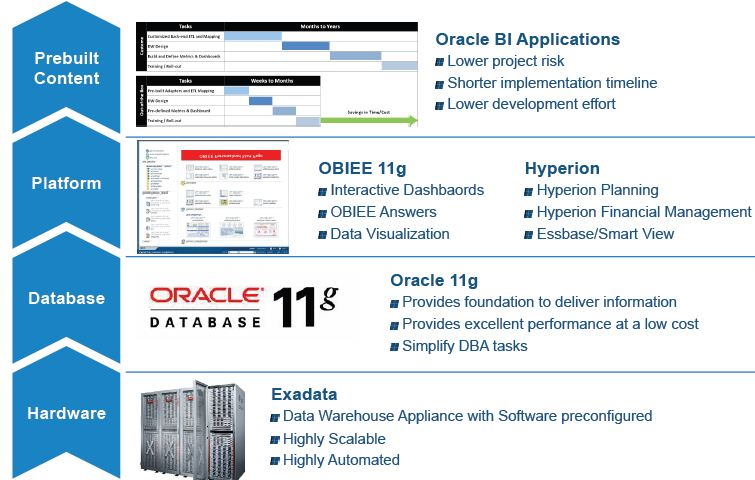 Prebuilt
Content
Tasks
Months to Years
Customized Back-end ETL and Mapping
DW Design
Build and Define Metrics & Dashboards
Training / Roll-out
Tasks
Weeks to Months
Pre-built Adapters and ETL Mapping
DW Design
Pre-defined Metrics & Dashboard
Training / Roll-out
Savings in Time/Cost
Oracle BI Applications
Lower project risk
Shorter implementation timeline
Lower development effort
Platform
OBIEE 11g
Interactive Dashbaords
OBIEE Answers
Data Visualization
Hyperion
Hyperion Planning
Hyperion Financial Management
Essbase/Smart View
Database
ORACLE
DATABASE
11g
Oracle 11g
Provides foundation to deliver information
Provides excellent performance at a low cost
Simplify DBA tasks
Hardware
Exadata
Data Warehouse Appliance with Software preconfigured
Highly Scalable
Highly Automated